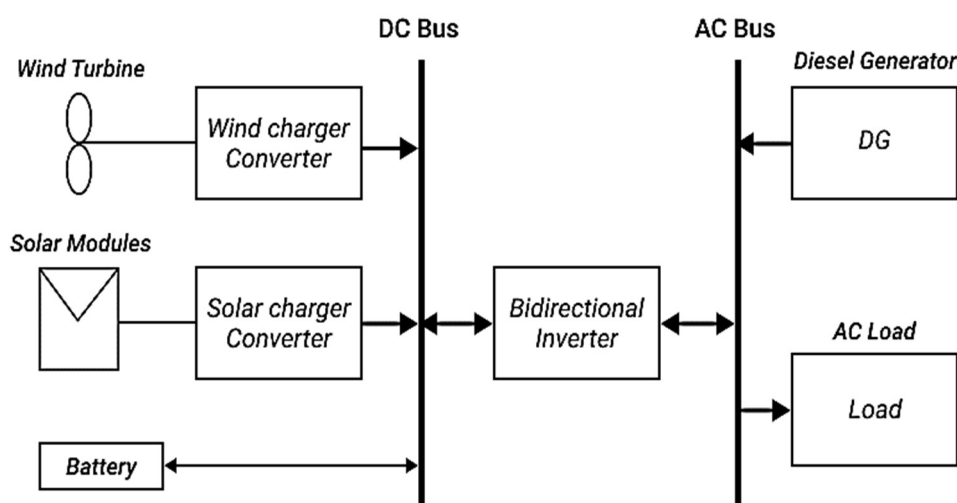 DC Bus
AC Bus
Wind Turbine
Diesel Generator
Wind charger
Converter
DG
Solar Modules
Solar charger
Converter
Bidirectional
Inverter
AC Load
Load
Battery